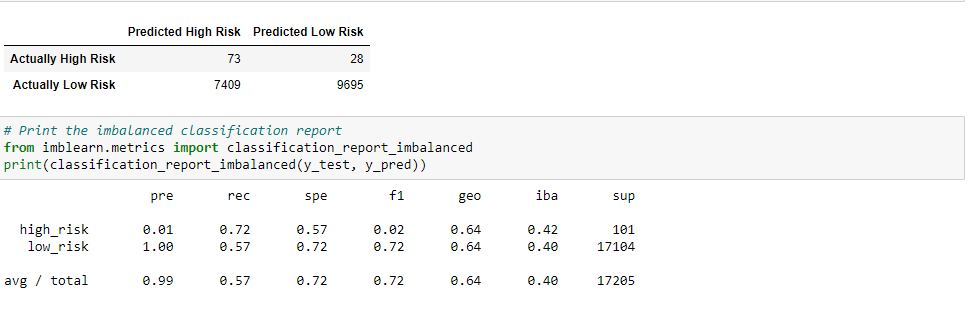 Predicted High Risk Predicted Low Risk
Actually High Risk 73 28
Actually Low Risk 7409 9695
# Print the imbalanced classification report
from imblearn.metrics import classification_report_imbalanced
print(classification_report_imbalanced(y_test, y_pred))
pre rec spe f1 geo iba sup
high_risk 0.01 0.72 0.57 0.02 0.64 0.42 101
low_risk 1.00 0.57 0.72 0.72 0.64 0.40 17104
avg / total 0.99 0.57 0.72 0.72 0.64 0.40 17205